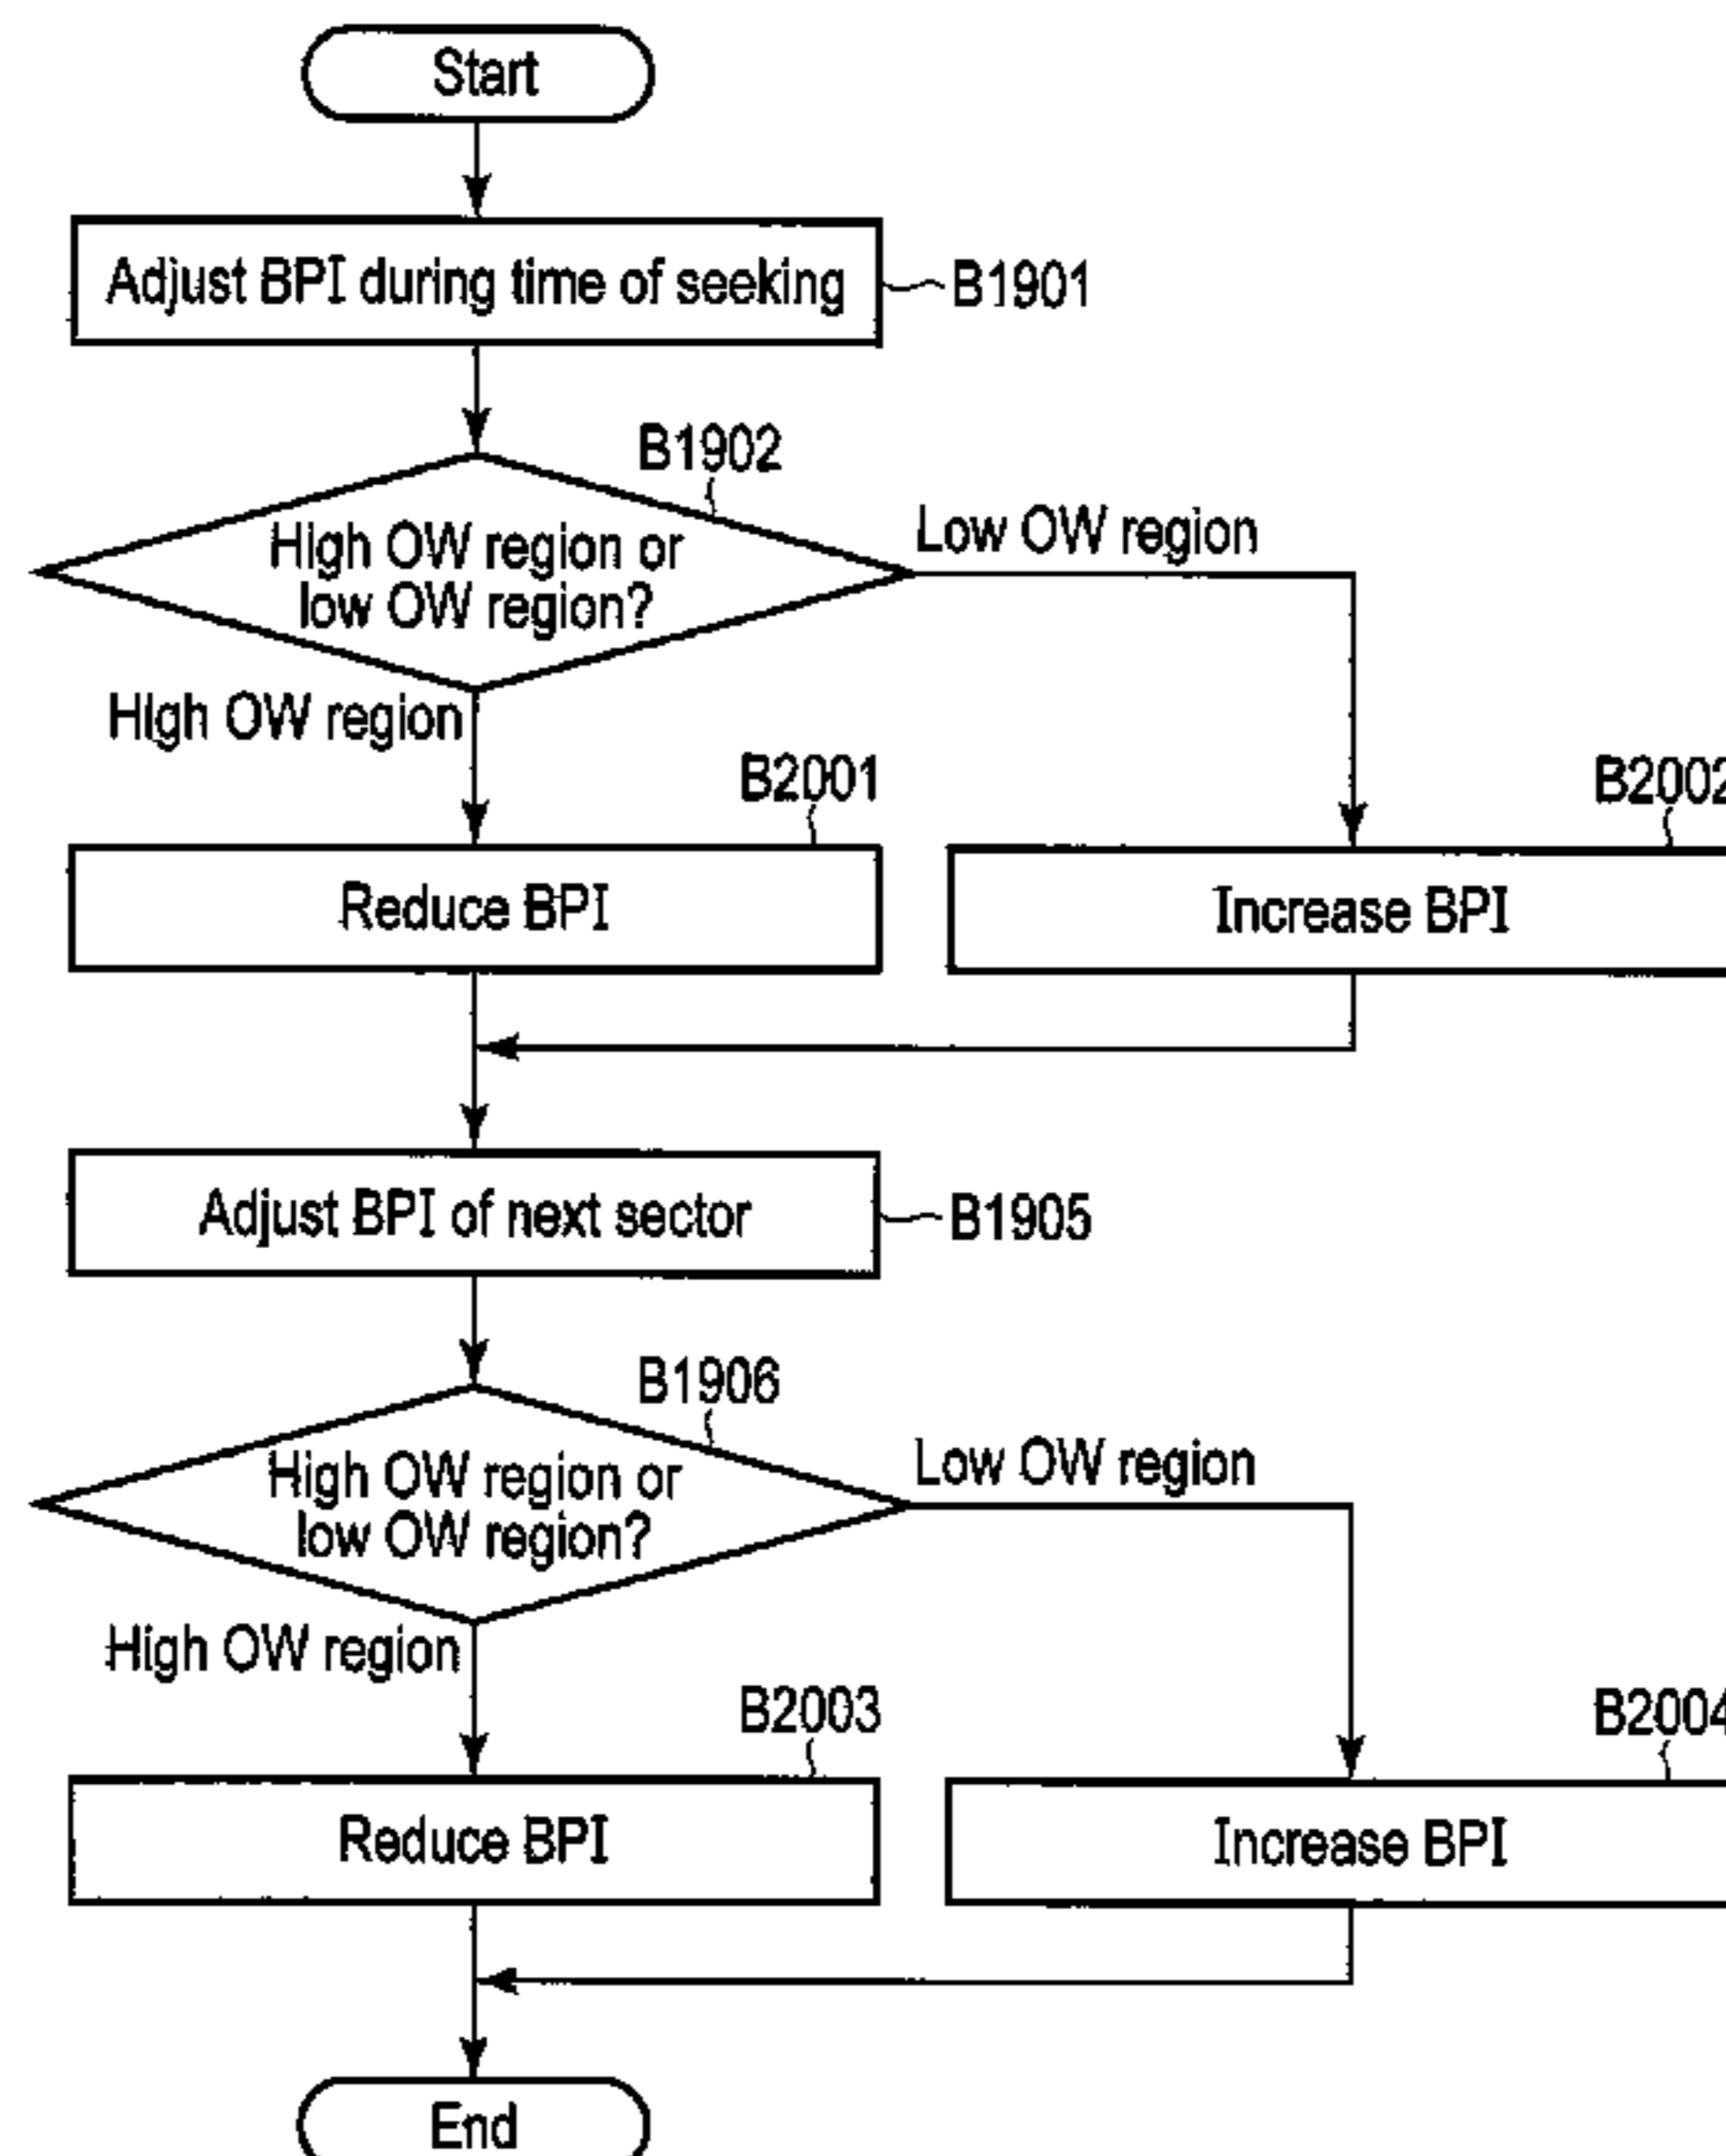 Start
Adjust BPI during time of seeking
B1901
B1902
High OW region or
low OW region?
Low OW region
High OW region
B2001
B2002
Reduce BPI
Increase BPI
Adjust BPI of next sector
B1905
B1906
High OW region or
low OW region?
Low OW region
High OW region
B2003
B2004
Reduce BPI
Increase BPI
End